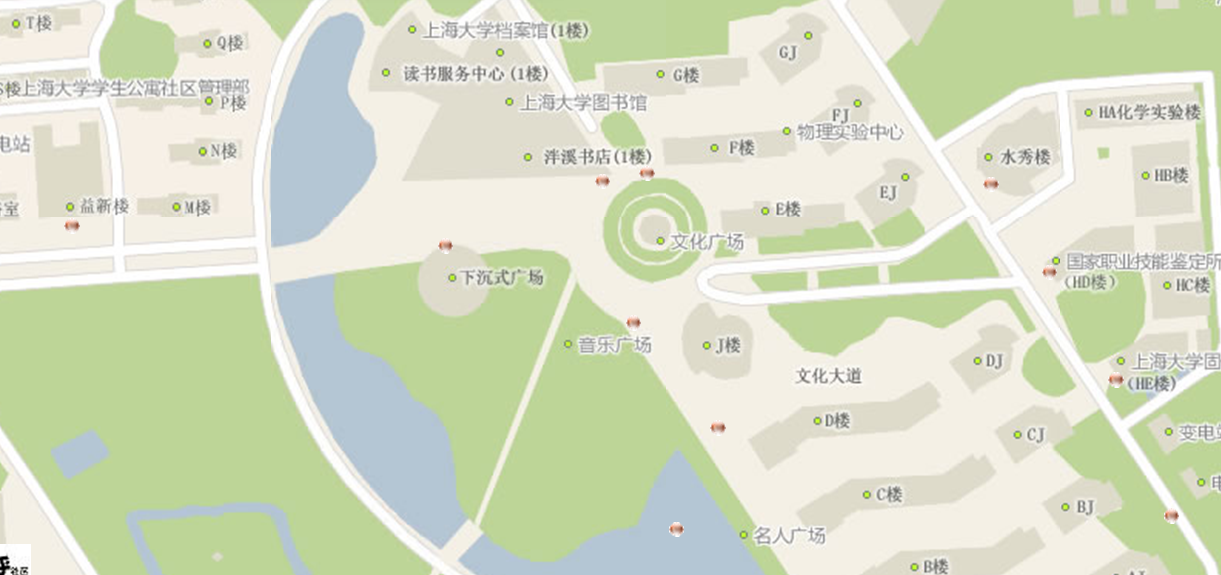 T楼
上海大学档案馆(1楼)
Q楼
GJ
读书服务中心(1楼)
G楼
S楼
上海大学学生公寓社区管理部
P楼
上海大学图书馆
FJ
HA化学实验楼
物理实验中心
电站
N楼
泮溪书店(1楼)
F楼
水秀楼
HB楼
EJ
室
益新楼
M楼
E楼
文化广场
国家职业技能鉴定所
(HD楼)
下沉式广场
HC楼
音乐广场
J楼
DJ
上海大学固
(HE楼)
文化大道
D楼
CJ
变电站
电
C楼
BJ
名人广场
B楼